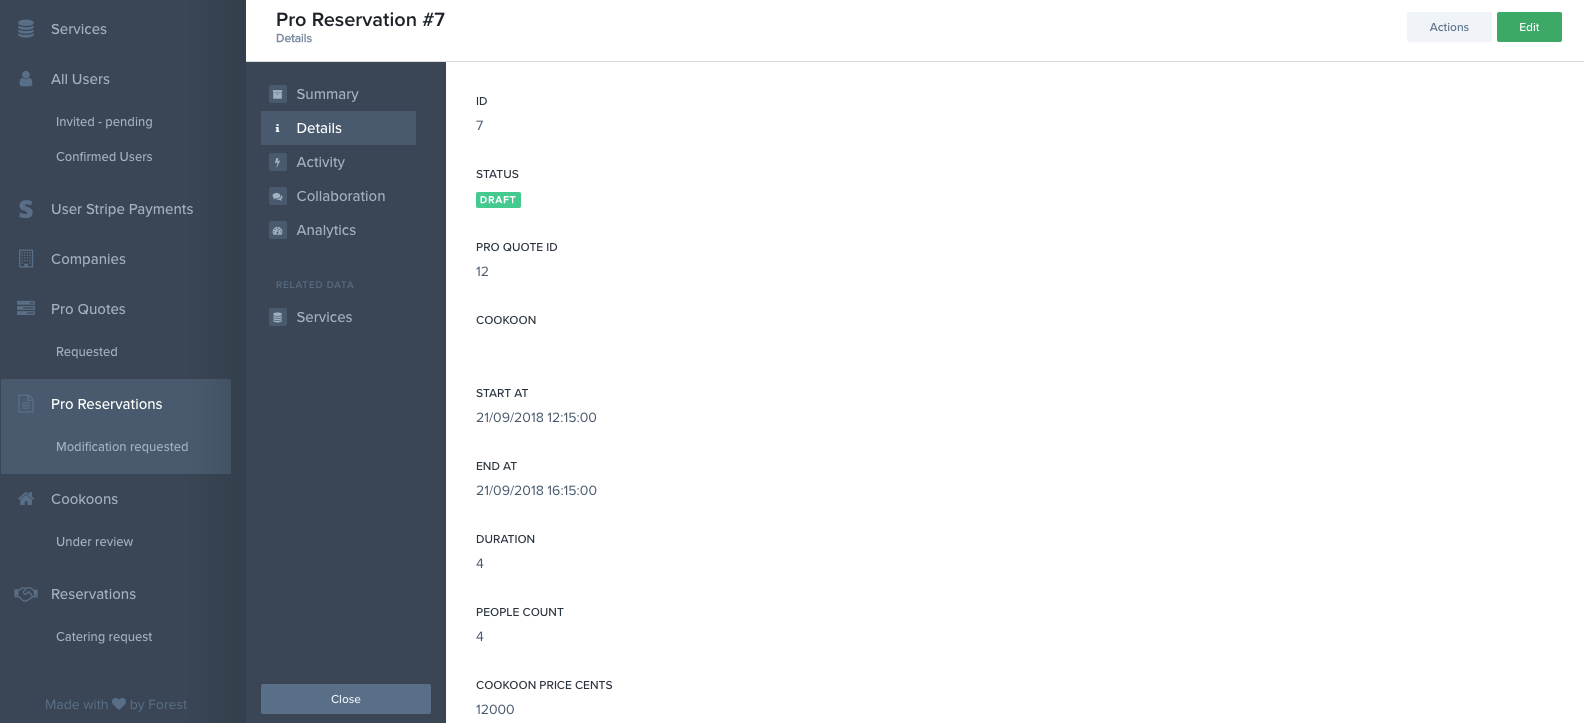 Services
All Users
Invited - pending
Confirmed Users
User Stripe Payments
Companies
Pro Quotes
Requested
Pro Reservations
Modification requested
Cookoons
Under review
Reservations
Catering request
Made with by Forest
Pro Reservation #7
Details
Actions
Edit
Summary
Details
Activity
Collaboration
Analytics
RELATED DATA
Services
Close
ID
7
STATUS
DRAFT
PRO QUOTE ID
12
COOKOON
START AT
21/09/2018 12:15:00
END AT
21/09/2018 16:15:00
DURATION
4
PEOPLE COUNT
4
COOKOON PRICE CENTS
12000